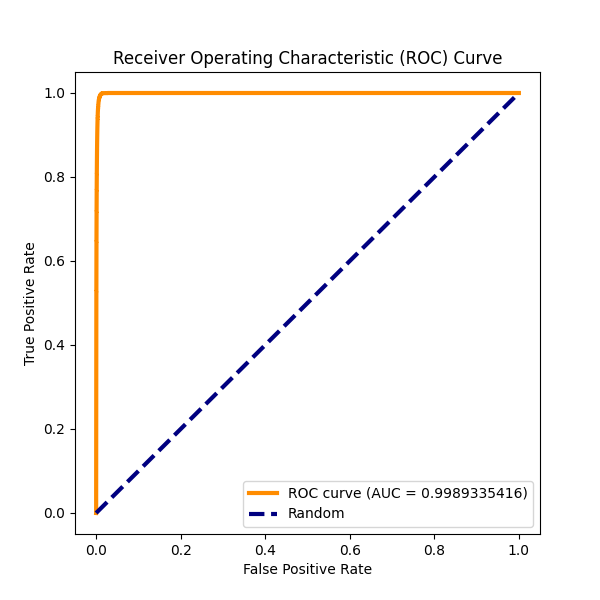 Receiver Operating Characteristic (ROC) Curve
1.0
0.8
0.6
0.4
0.2
0.0
True Positive Rate
ROC curve (AUC = 0.9989335416)
Random
0.0 0.2 0.4 0.6 0.8 1.0
False Positive Rate